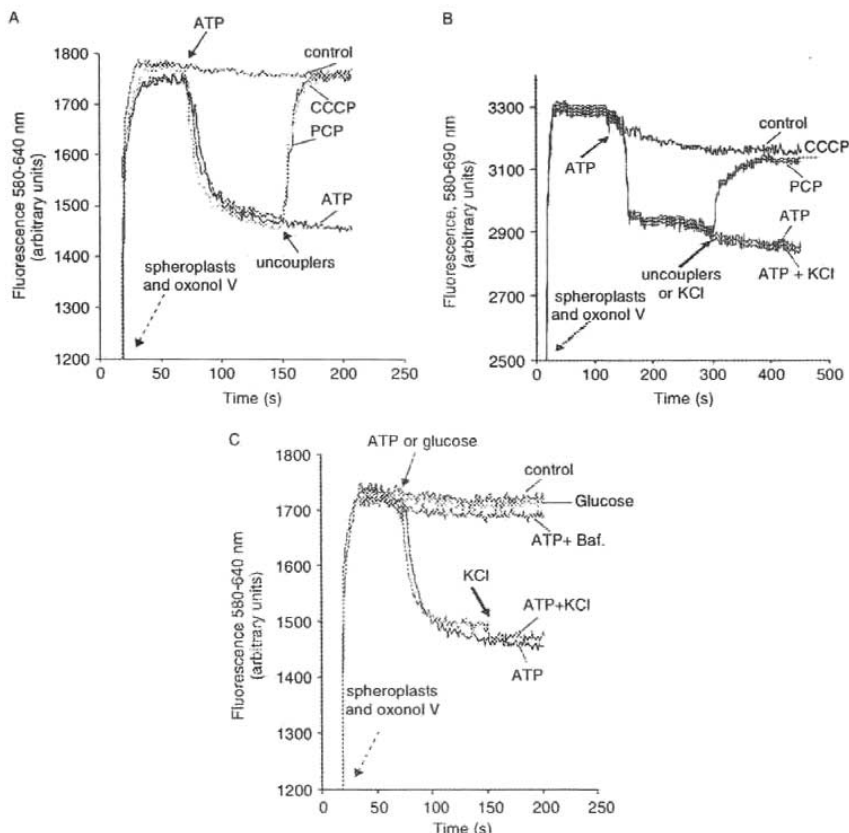 A
ATP
control
CCCP
PCP
ATP
uncouplers
spheroplasts
and oxonol V
Fluorescence 580-640 nm
(arbitrary units)
1800
1700
1600
1500
1400
1300
1200
0 50 100 150 200 250
Time (s)
B
control
CCCP
PCP
ATP
ATP
ATP + KCl
uncouplers
or KCl
spheroplasts
and oxonol V
Fluorescence, 580-690 nm
(arbitrary units)
3300
3100
2900
2700
2500
0 100 200 300 400 500
Time (s)
C
ATP or glucose
control
Glucose
ATP+ Baf.
KCl
ATP+KCl
ATP
spheroplasts
and oxonol V
Fluorescence 580-640 nm
(arbitrary units)
1800
1700
1600
1500
1400
1300
1200
0 50 100 150 200 250
Time (s)